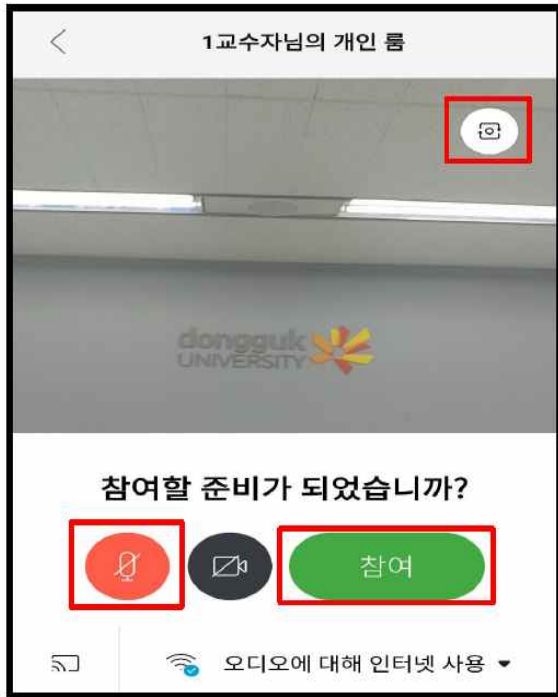 1교수자님의 개인 룸
dongguk
UNIVERSITY
참여할 준비가 되었습니까?
참여
오디오에 대해 인터넷 사용